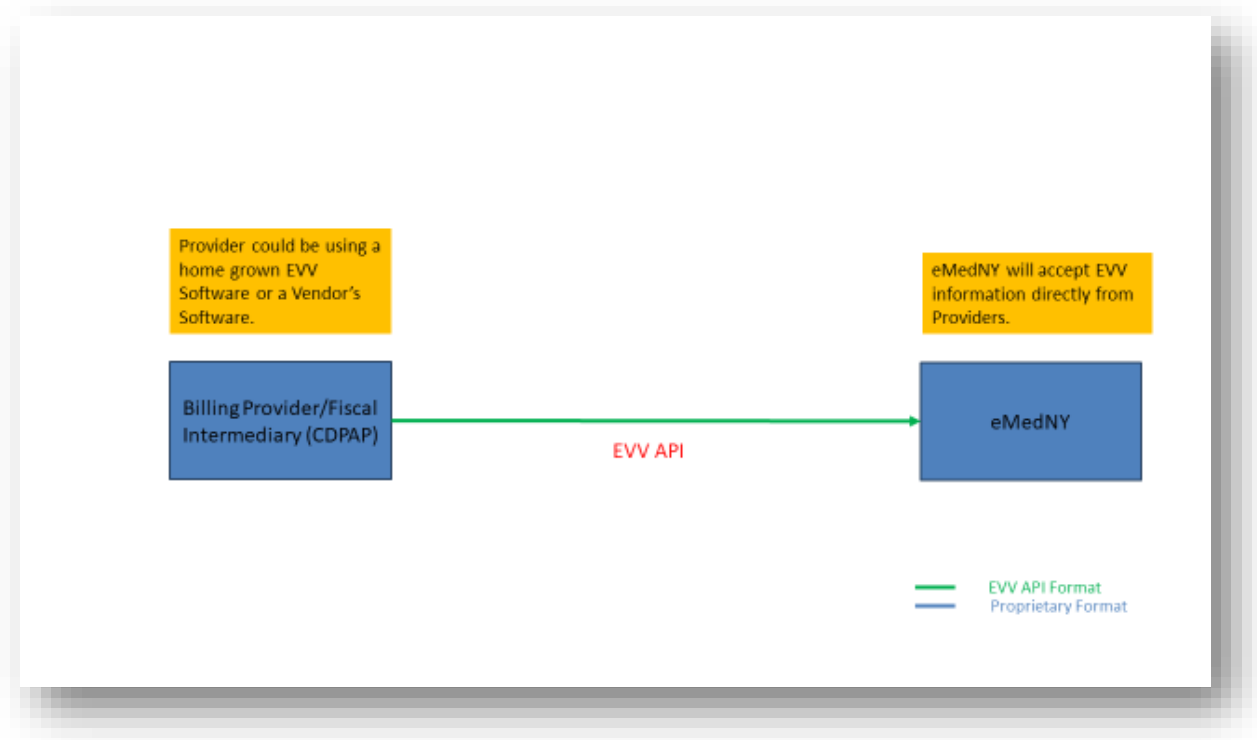 Provider could be using a
home grown EVV
Software or a Vendor's
Software.
eMedNY will accept EVV
information directly from
Providers.
Billing Provider/Fiscal
Intermediary (CDPAP)
EVV API
eMedNY
EVV API Format
Proprietary Format